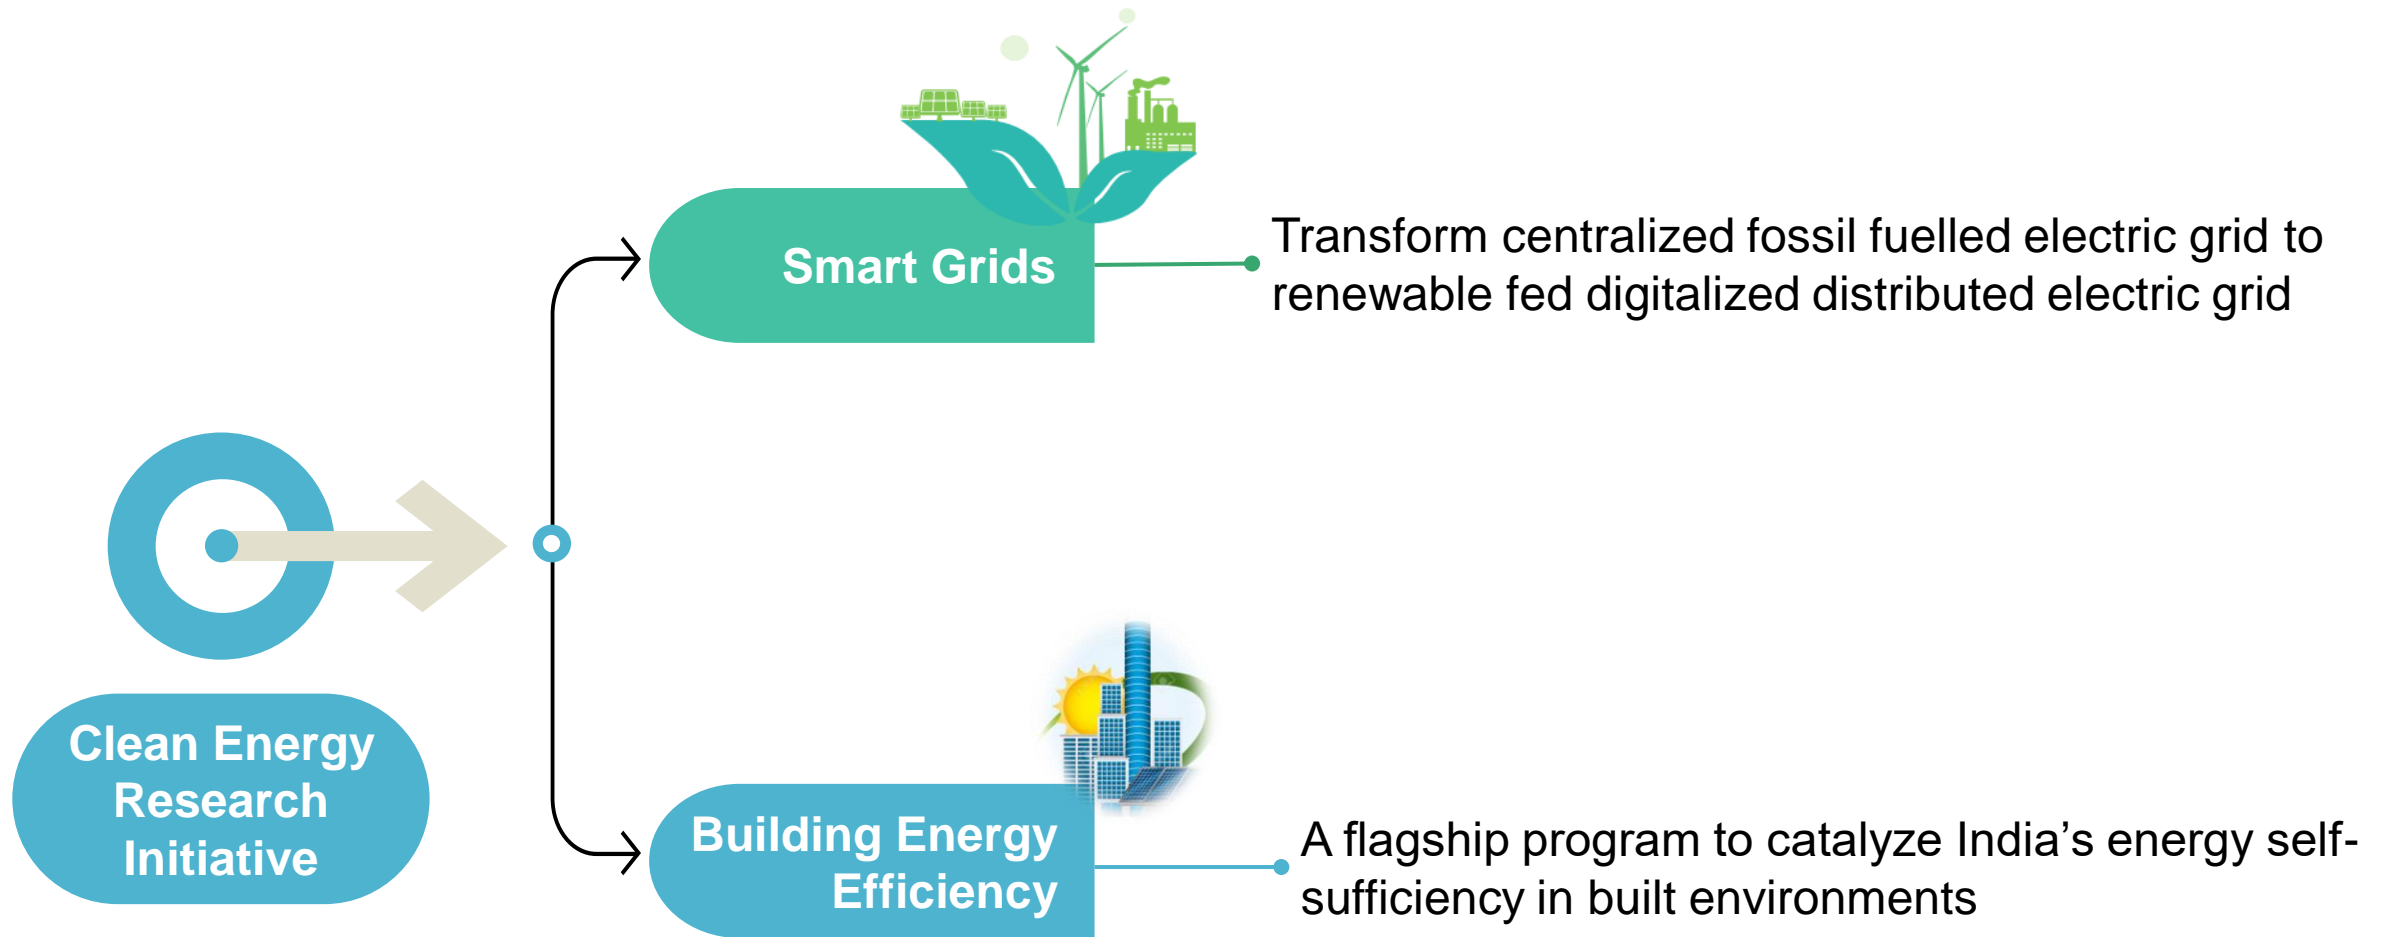 Smart Grids
Transform centralized fossil fuelled electric grid to
renewable fed digitalized distributed electric grid
Clean Energy
Research
Initiative
Building Energy
Efficiency
A flagship program to catalyze India’s energy self-
sufficiency in built environments